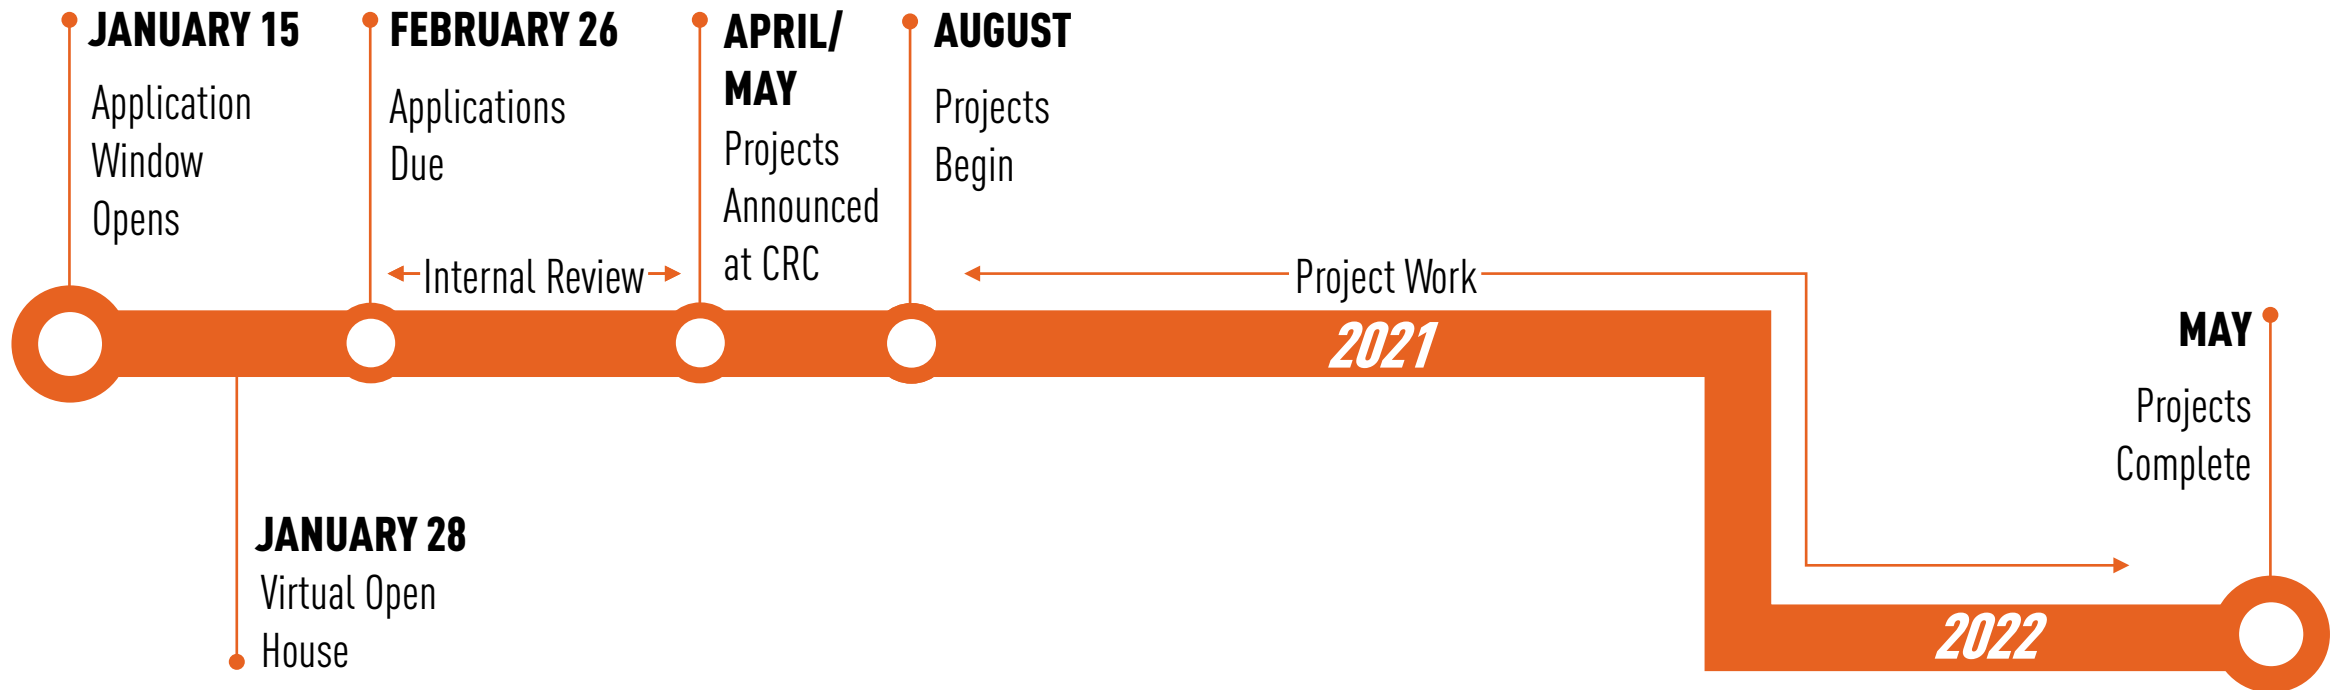 JANUARY 15
Application
Window
Opens
FEBRUARY 26
Applications
Due
Internal Review
APRIL/
MAY
Projects
Announced
at CRC
AUGUST
Projects
Begin
Project Work
2021
JANUARY 28
Virtual Open
House
MAY
Projects
Complete
2022